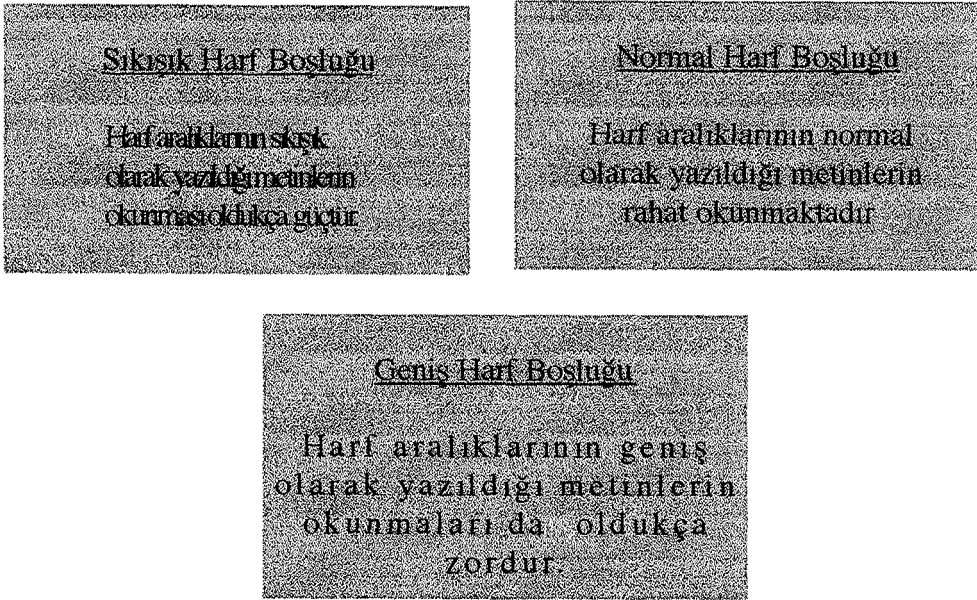 Sıkışık Harf Boşluğu
Harf aralıklarının sıkışık
olarak yazıldığı metinlerin
okunması oldukça güçtür.
Normal Harf Boşluğu
Harf aralıklarının normal
olarak yazıldığı metinlerin
rahat okunmaktadır
Geniş Harf Boşluğu
Harf aralıklarının geniş
olarak yazıldığı metinlerin
okunmaları da oldukça
zordur.